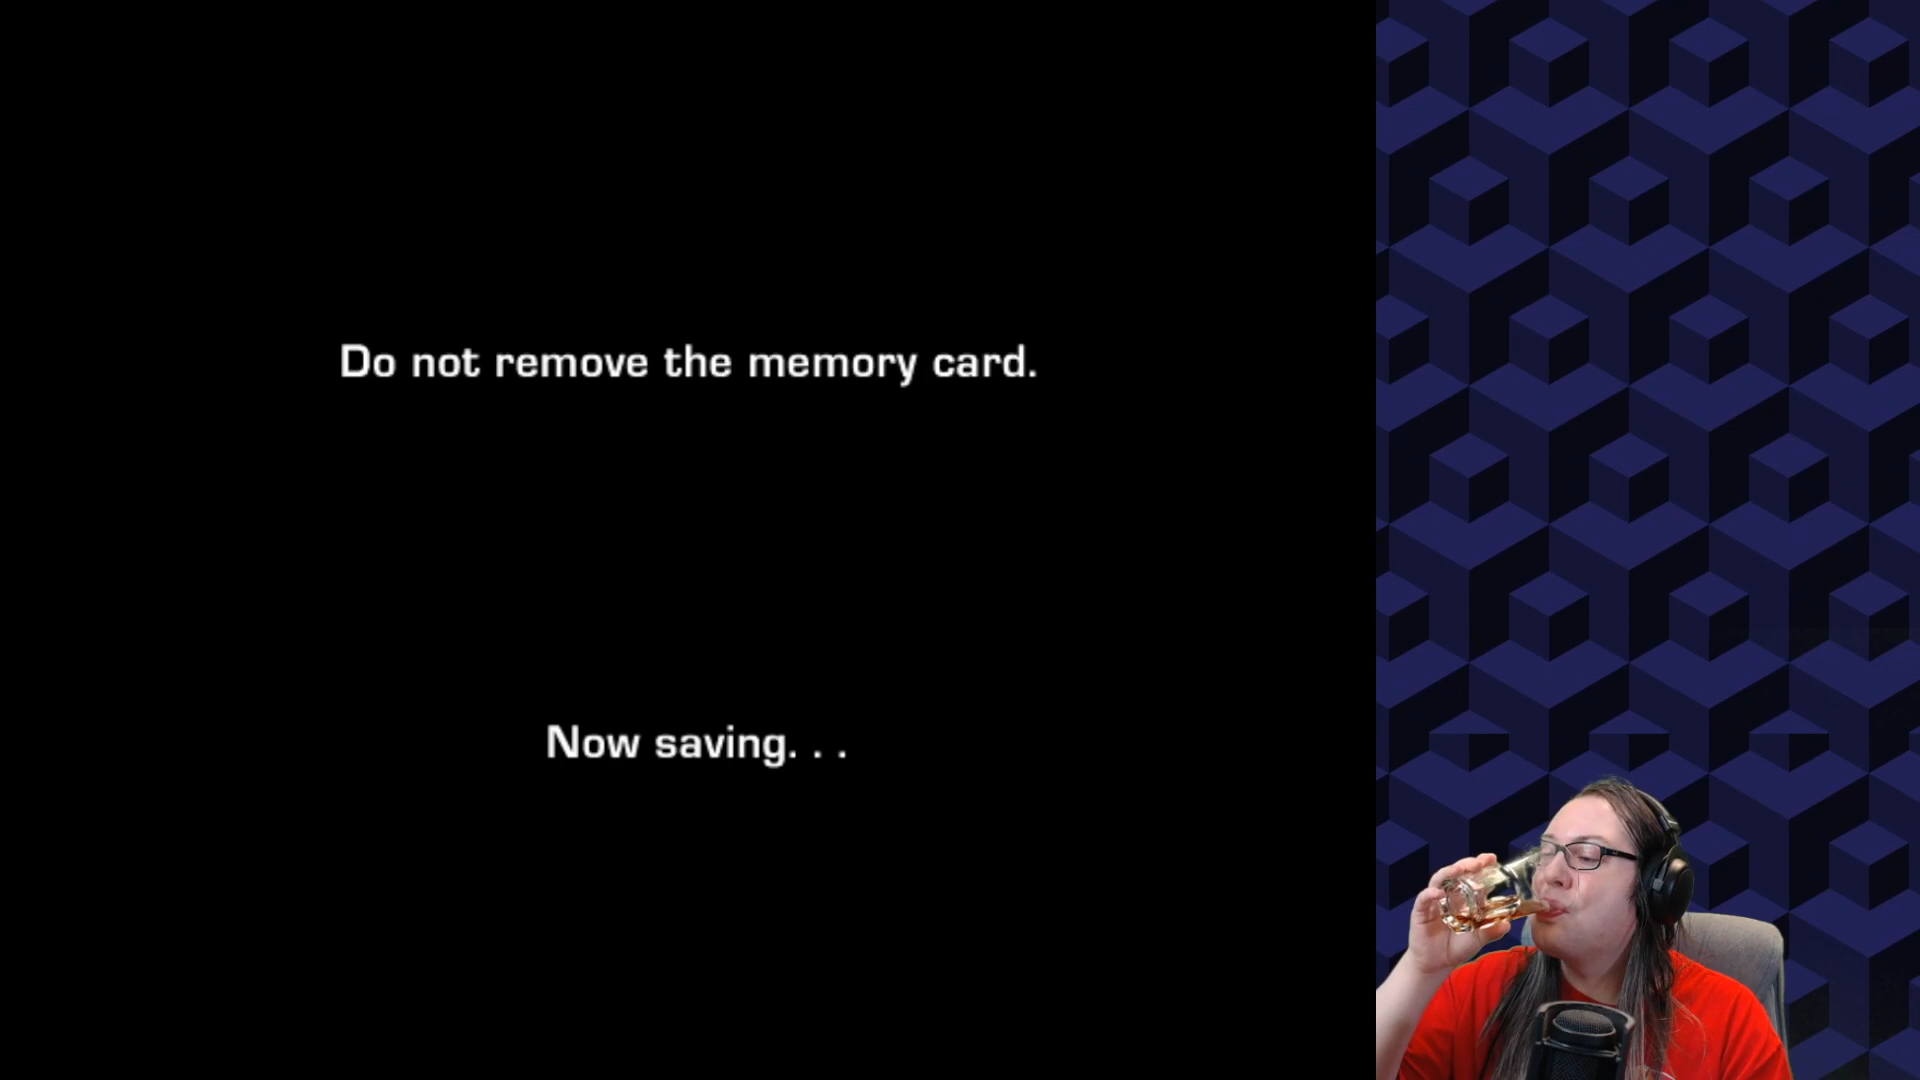 Do not remove the memory card.
Now saving. . .